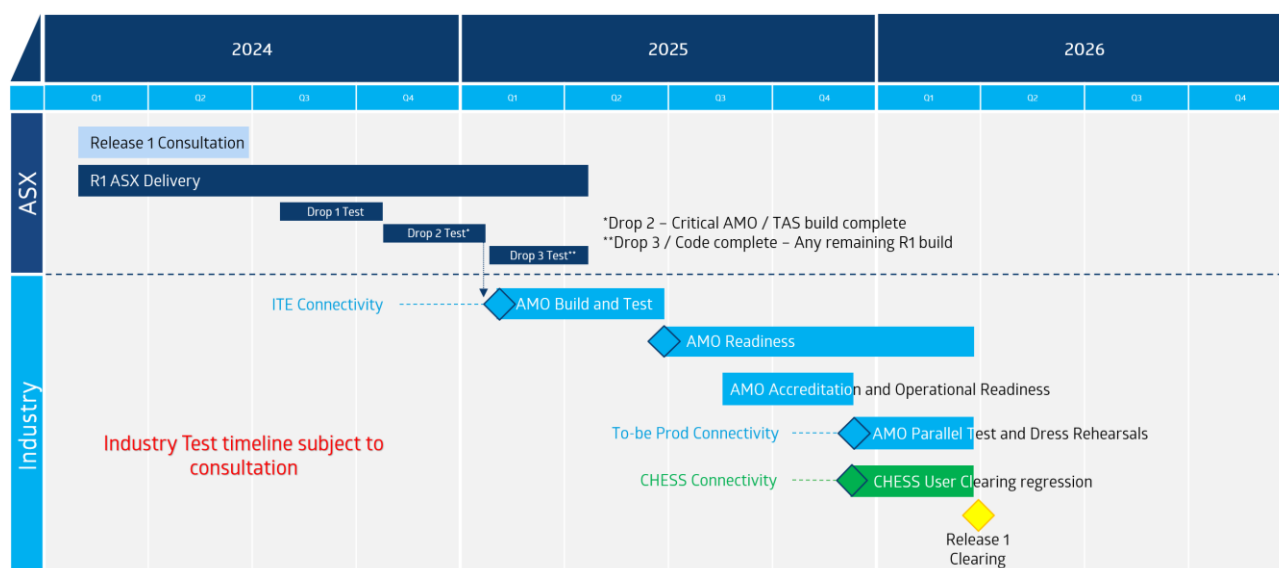 2024
2025
2026
Q1
Q2
Q3
Q4
Q1
Q2
Q3
Q4
Q1
Q2
Q3
Q4
ASX
Release 1 Consultation
R1 ASX Delivery
Drop 1 Test
Drop 2 Test*
Drop 3 Test**
*Drop 2 – Critical AMO / TAS build complete
**Drop 3 / Code complete – Any remaining R1 build
Industry
ITE Connectivity
AMO Build and Test
AMO Readiness
AMO Accreditation and Operational Readiness
To-be Prod Connectivity
AMO Parallel Test and Dress Rehearsals
CHESS Connectivity
CHESS User Clearing regression
Release 1
Clearing
Industry Test timeline subject to
consultation